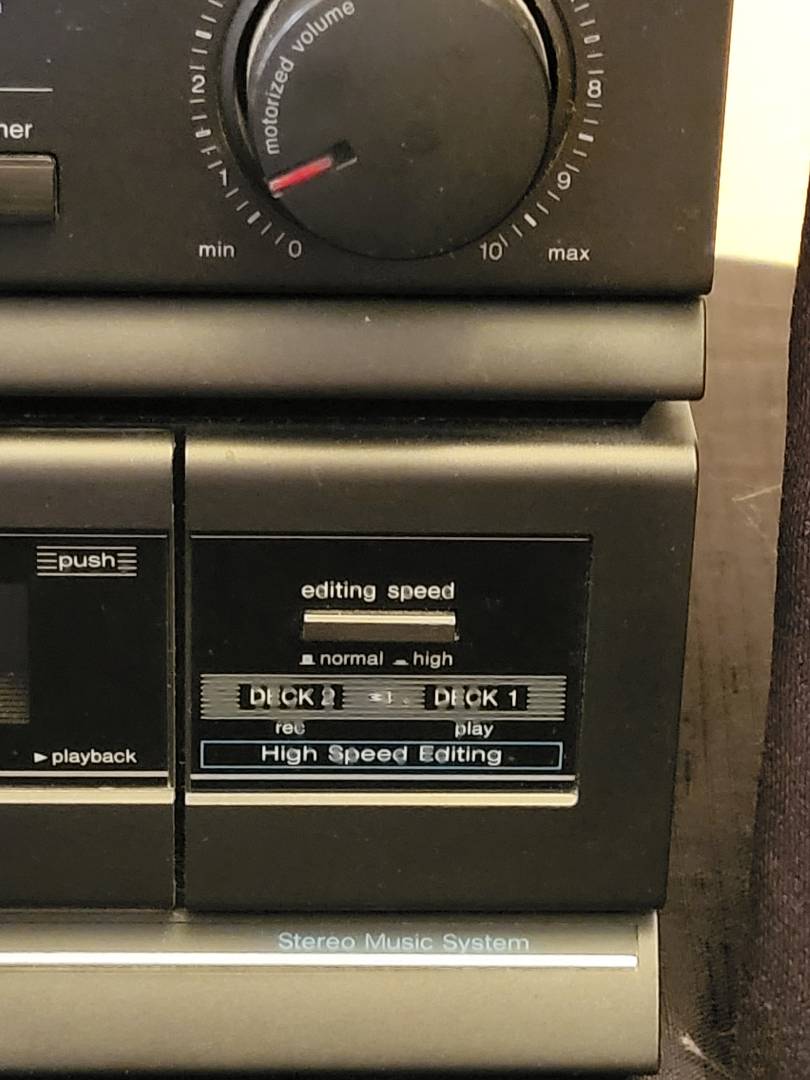 motorized volume
2 8
ner
1 9
min 0 10 max
push
editing speed
normal high
DECK 2 DECK 1
rec play
playback High Speed Editing
Stereo Music System